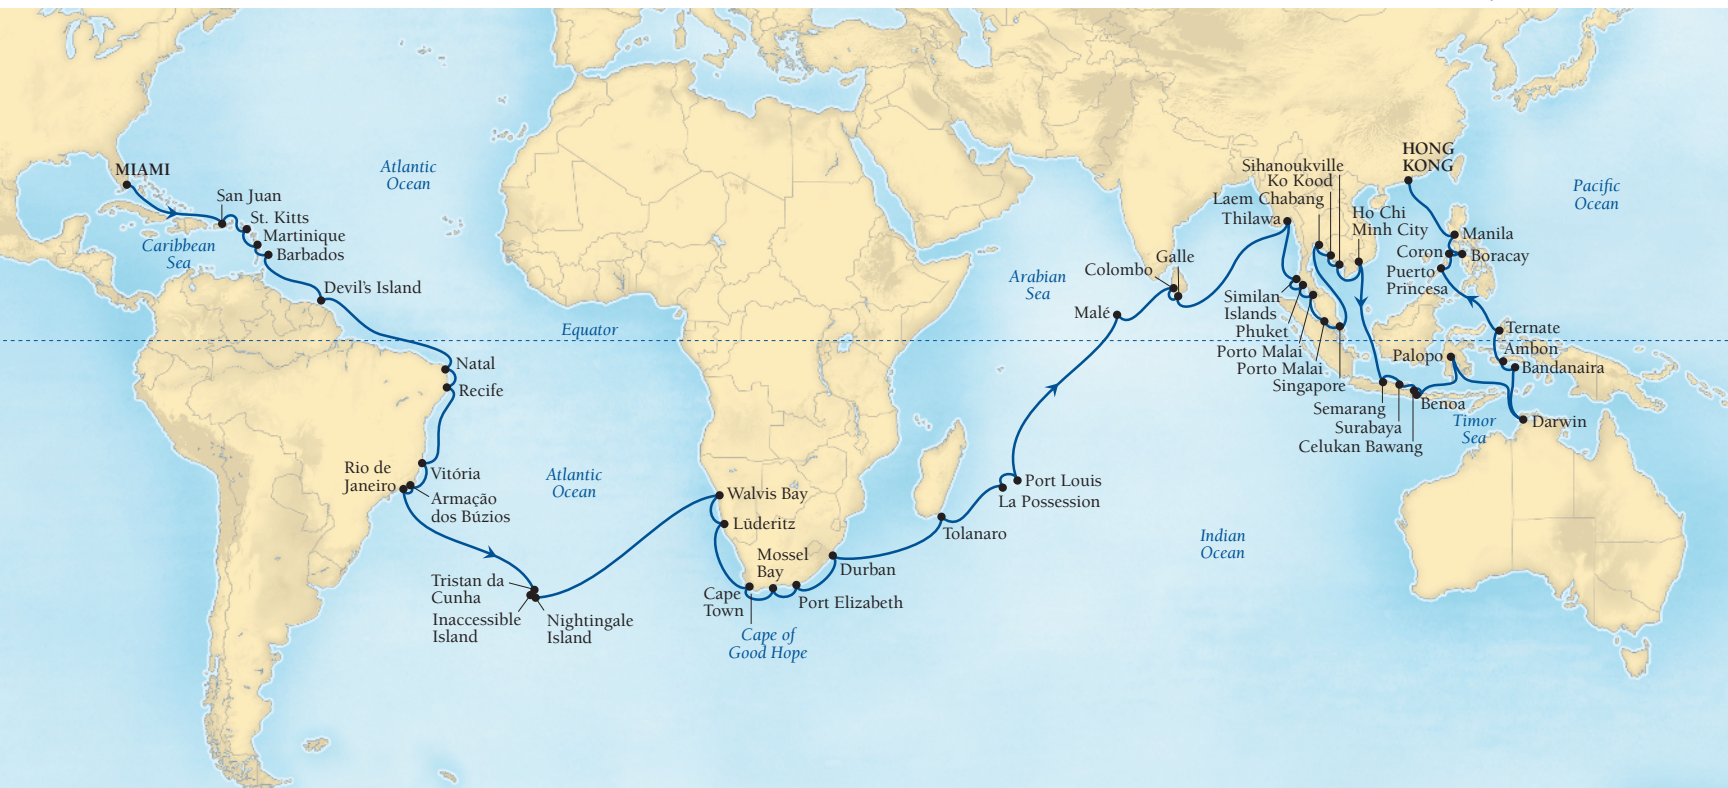 MIAMI
San Juan
St. Kitts
Martinique
Barbados
Caribbean
Sea
Devil's Island
Atlantic
Ocean
Equator
Natal
Recife
Vitória
Rio de
Janeiro
Armação
dos Búzios
Atlantic
Ocean
Tristan da
Cunha
Inaccessible
Island
Nightingale
Island
Walvis Bay
Lüderitz
Cape
Town
Cape of
Good Hope
Mossel
Bay
Port Elizabeth
Durban
Tolanaro
La Possession
Port Louis
Indian
Ocean
Arabian
Sea
Malé
Colombo
Galle
Thilawa
Similan
Islands
Phuket
Porto Malai
Porto Malai
Singapore
Laem Chabang
Ko Kood
Sihanoukville
Ho Chi
Minh City
Semarang
Surabaya
Celukan Bawang
Benoa
Palopo
Timor
Sea
Darwin
Bandanaira
Ambon
Ternate
Puerto
Princesa
Coron
Boracay
Manila
HONG
KONG
Pacific
Ocean